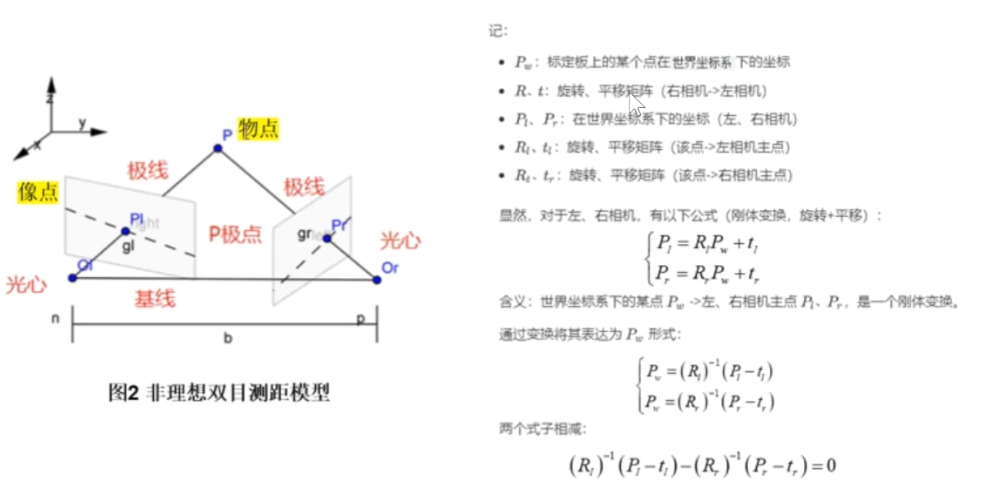 z
y
x
P 物点
极线
极线
像点
Pl
right
gl
P极点
gr
Pr
光心
Ol
Or
光心
基线
n
p
b
图2 非理想双目测距模型
记：
• P_w：标定板上的某个点在世界坐标系下的坐标
• R、t：旋转、平移矩阵（右相机->左相机）
• P_l、P_r：在世界坐标系下的坐标（左、右相机）
• R_l、t_l：旋转、平移矩阵（该点->左相机主点）
• R_r、t_r：旋转、平移矩阵（该点->右相机主点）
显然，对于左、右相机，有以下公式（刚体变换，旋转+平移）：
P_l = R_l P_w + t_l
P_r = R_r P_w + t_r
含义：世界坐标系下的某点 P_w ->左、右相机主点 P_l、P_r，是一个刚体变换。
通过变换将其表达为 P_w 形式：
P_w = (R_l)^{-1} (P_l - t_l)
P_w = (R_r)^{-1} (P_r - t_r)
两个式子相减：
(R_l)^{-1} (P_l - t_l) - (R_r)^{-1} (P_r - t_r) = 0